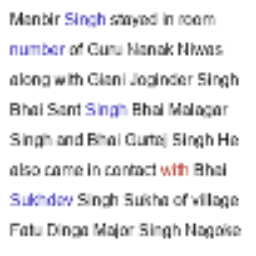 Manbir Singh stayed in room
number of Guru Nanak Niwas
along with Giani Joginder Singh
Bhai Sant Singh Bhai Malagar
Singh and Bhai Gurtej Singh He
also came in contact with Bhai
Sukhdev Singh Sukha of village
Fatu Dinga Major Singh Nagoke